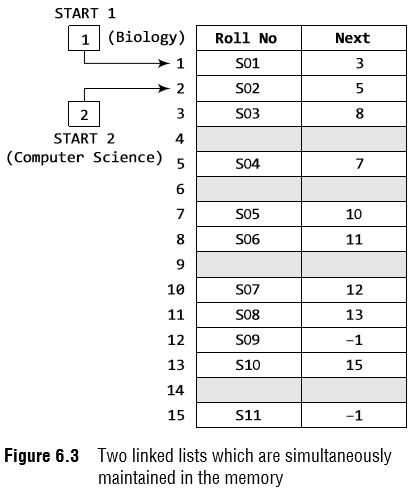 START 1
1 (Biology) Roll No Next
1 S01 3
2 S02 5
2 3 S03 8
START 2 4
(Computer Science) 5 S04 7
6
7 S05 10
8 S06 11
9
10 S07 12
11 S08 13
12 S09 −1
13 S10 15
14
15 S11 −1
Figure 6.3 Two linked lists which are simultaneously
maintained in the memory